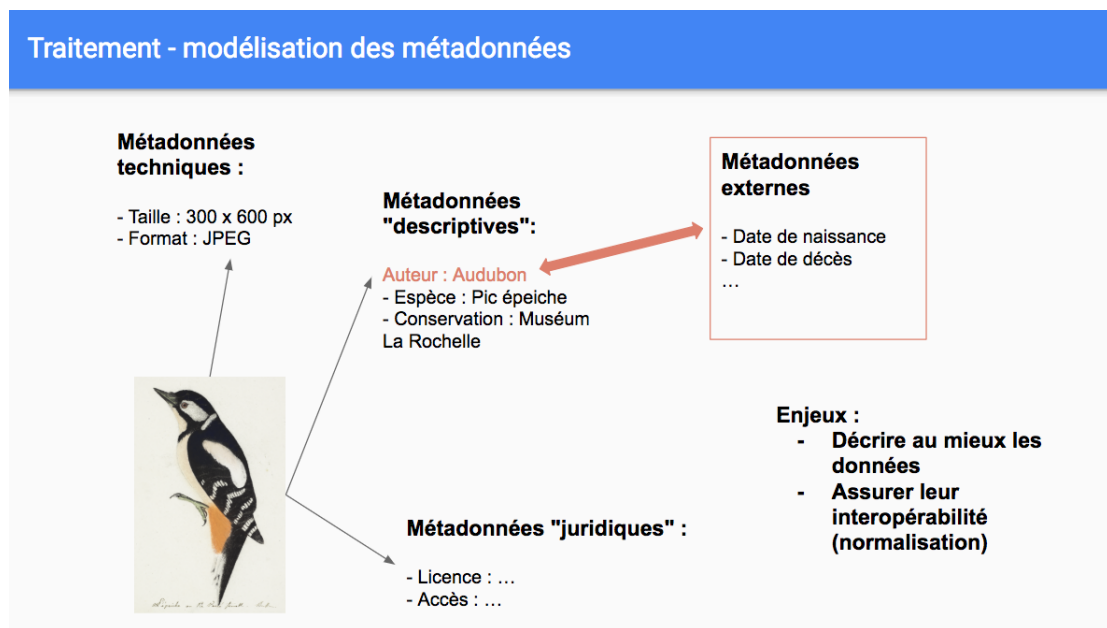 Traitement - modélisation des métadonnées
Métadonnées
techniques :
- Taille : 300 x 600 px
- Format : JPEG
Métadonnées
"descriptives":
Auteur : Audubon
- Espèce : Pic épeiche
- Conservation : Muséum
La Rochelle
Métadonnées
externes
- Date de naissance
- Date de décès
…
Métadonnées "juridiques" :
- Licence : …
- Accès : …
Enjeux :
- Décrire au mieux les
données
- Assurer leur
interopérabilité
(normalisation)